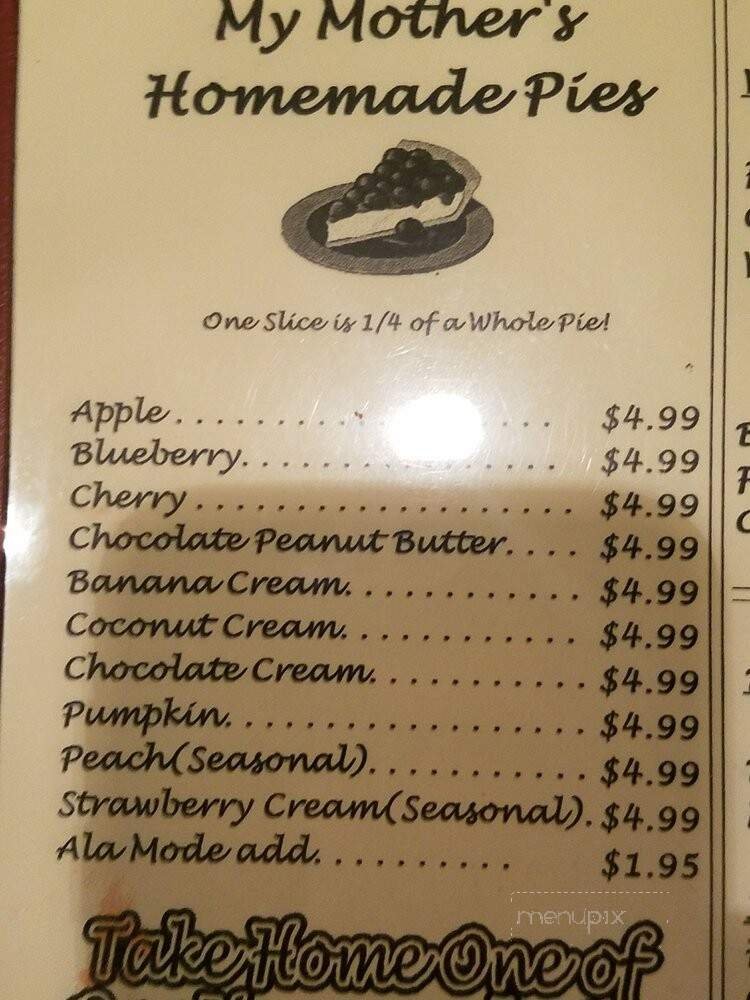 My Mother's
Homemade Pies
One Slice is 1/4 of a Whole Pie!
Apple . . . . . . . . . . . . . . . . . . $4.99
Blueberry. . . . . . . . . . . . . . . . $4.99
Cherry . . . . . . . . . . . . . . . . . . . $4.99
Chocolate Peanut Butter. . . . $4.99
Banana Cream. . . . . . . . . . . . $4.99
Coconut Cream. . . . . . . . . . . . $4.99
Chocolate Cream. . . . . . . . . . . $4.99
Pumpkin. . . . . . . . . . . . . . . . . . $4.99
Peach(Seasonal). . . . . . . . . . . $4.99
Strawberry Cream(Seasonal). $4.99
Ala Mode add. . . . . . . . . . $1.95
menupix
Take Home One of